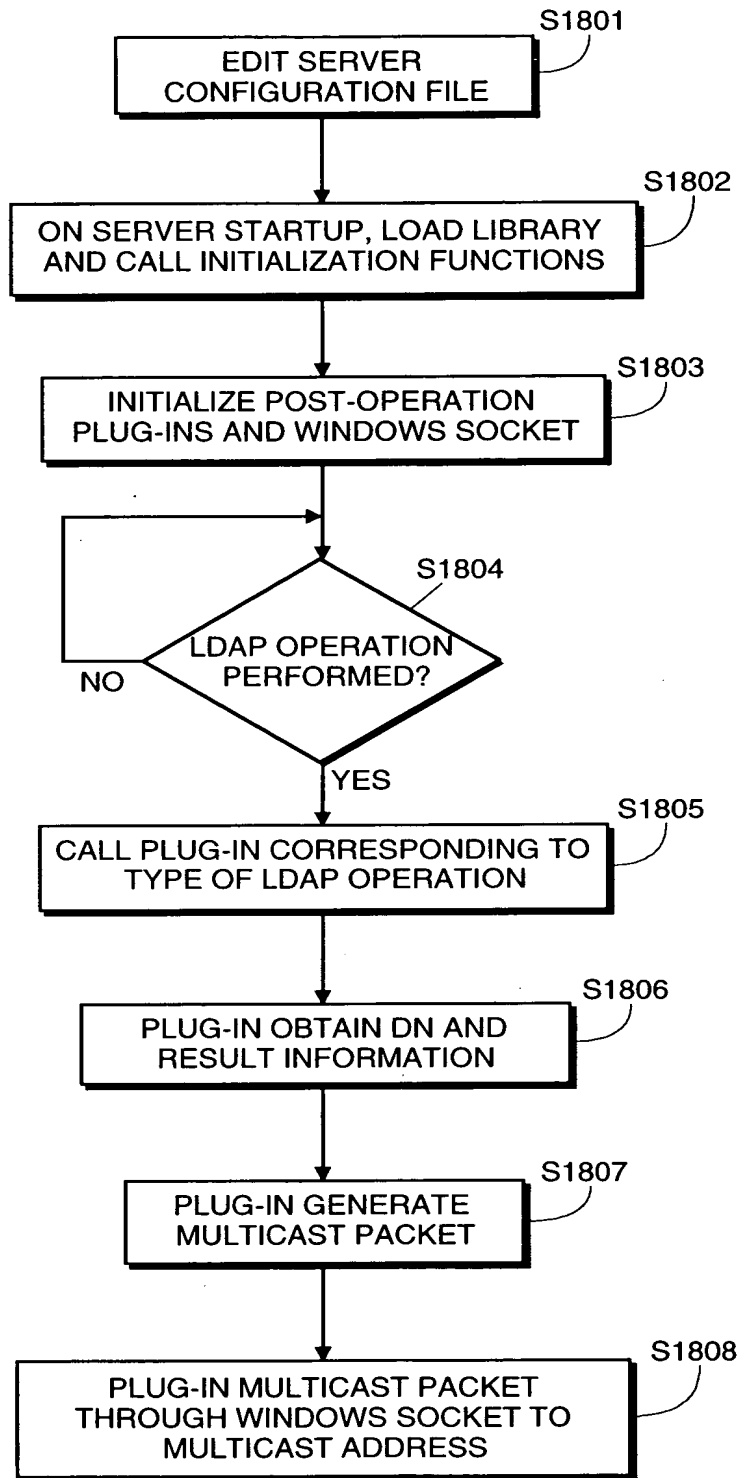 S1801
EDIT SERVER
CONFIGURATION FILE
S1802
ON SERVER STARTUP, LOAD LIBRARY
AND CALL INITIALIZATION FUNCTIONS
S1803
INITIALIZE POST-OPERATION
PLUG-INS AND WINDOWS SOCKET
S1804
LDAP OPERATION
PERFORMED?
NO
YES
S1805
CALL PLUG-IN CORRESPONDING TO
TYPE OF LDAP OPERATION
S1806
PLUG-IN OBTAIN DN AND
RESULT INFORMATION
S1807
PLUG-IN GENERATE
MULTICAST PACKET
S1808
PLUG-IN MULTICAST PACKET
THROUGH WINDOWS SOCKET TO
MULTICAST ADDRESS